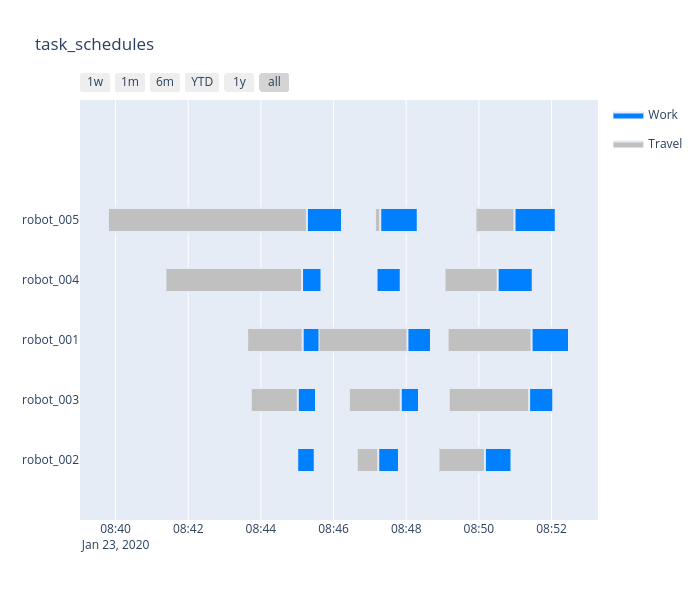 task_schedules
1w 1m 6m YTD 1y all
Work
Travel
robot_005
robot_004
robot_001
robot_003
robot_002
08:40 08:42 08:44 08:46 08:48 08:50 08:52
Jan 23, 2020